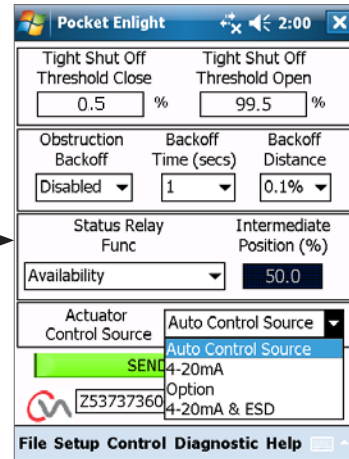 Pocket Enlight 2:00
Tight Shut Off Tight Shut Off
Threshold Close Threshold Open
0.5 % 99.5 %
Obstruction Backoff Backoff
Backoff Time (secs) Distance
Disabled 1 0.1%
Status Relay Intermediate
Func Position (%)
Availability 50.0
Actuator
Control Source Auto Control Source
Auto Control Source
SEND 4-20mA
Option
Z53737360 4-20mA & ESD
File Setup Control Diagnostic Help